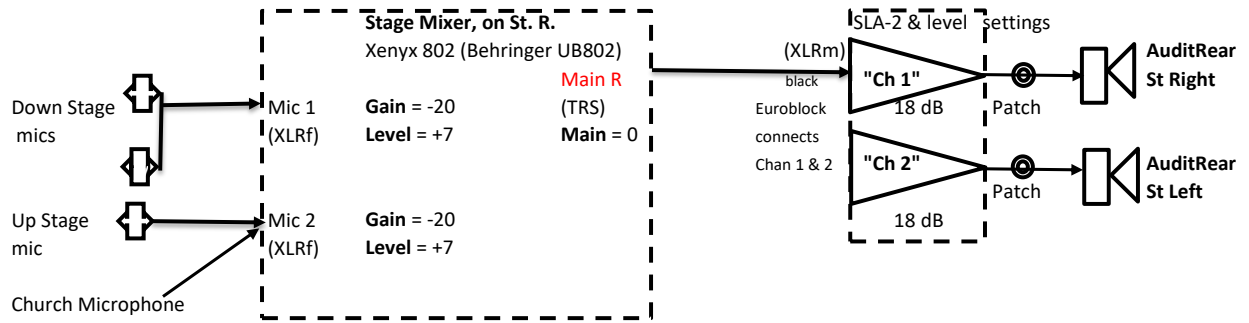 Stage Mixer, on St. R.
Xenyx 802 (Behringer UB802)
Main R
(TRS)
Main = 0
Down Stage
mics
Mic 1
(XLRf)
Gain = -20
Level = +7
Up Stage
mic
Mic 2
(XLRf)
Gain = -20
Level = +7
Church Microphone
SLA-2 & level settings
(XLRm)
black
Euroblock
connects
Chan 1 & 2
"Ch 1"
18 dB
Patch
AuditRear
St Right
"Ch 2"
18 dB
Patch
AuditRear
St Left